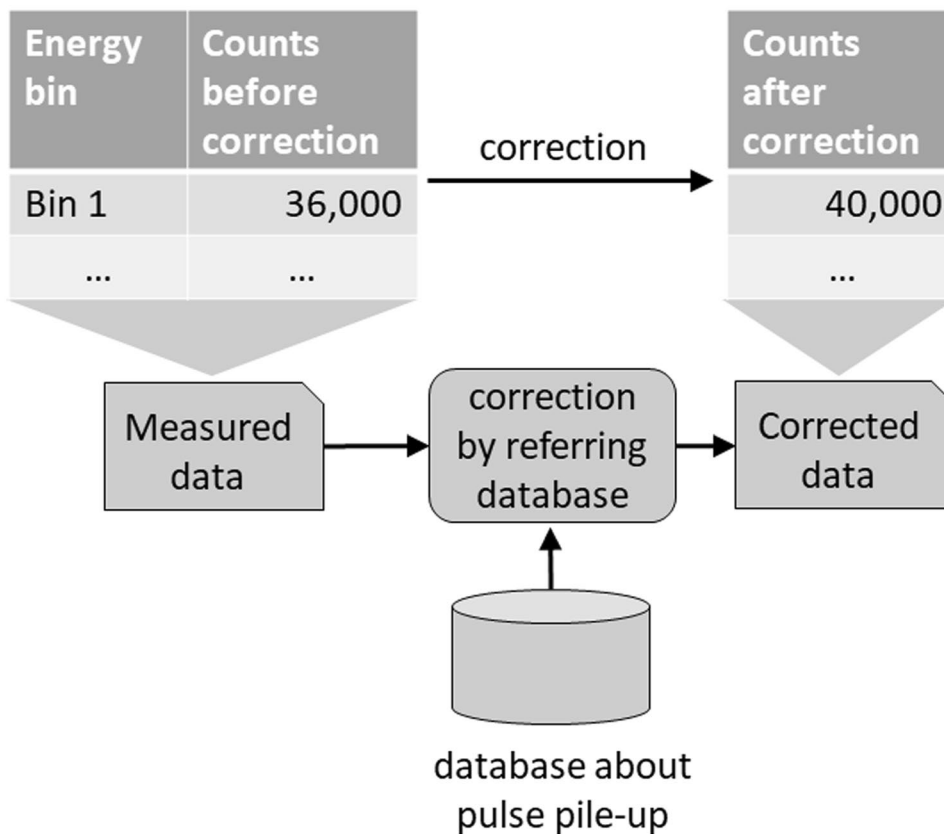 Energy bin
Counts before correction
Counts after correction
correction
Bin 1
36,000
40,000
...
...
...
Measured data
correction by referring database
Corrected data
database about pulse pile-up